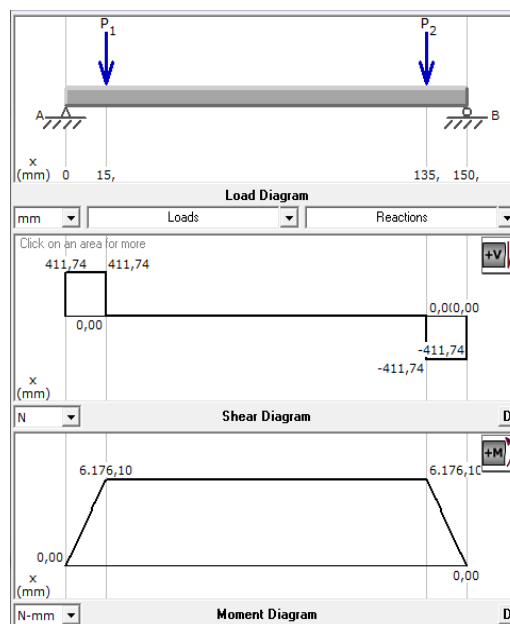 P1 P2
A B
x
(mm) 0 15, 135, 150,
Load Diagram
mm Loads Reactions
Click on an area for more
+V
411,74 411,74
0,00
0,0(0,00
-411,74
-411,74
x
(mm)
N Shear Diagram D
+M
6.176,10 6.176,10
0,00
0,00
x
(mm)
N-mm Moment Diagram D